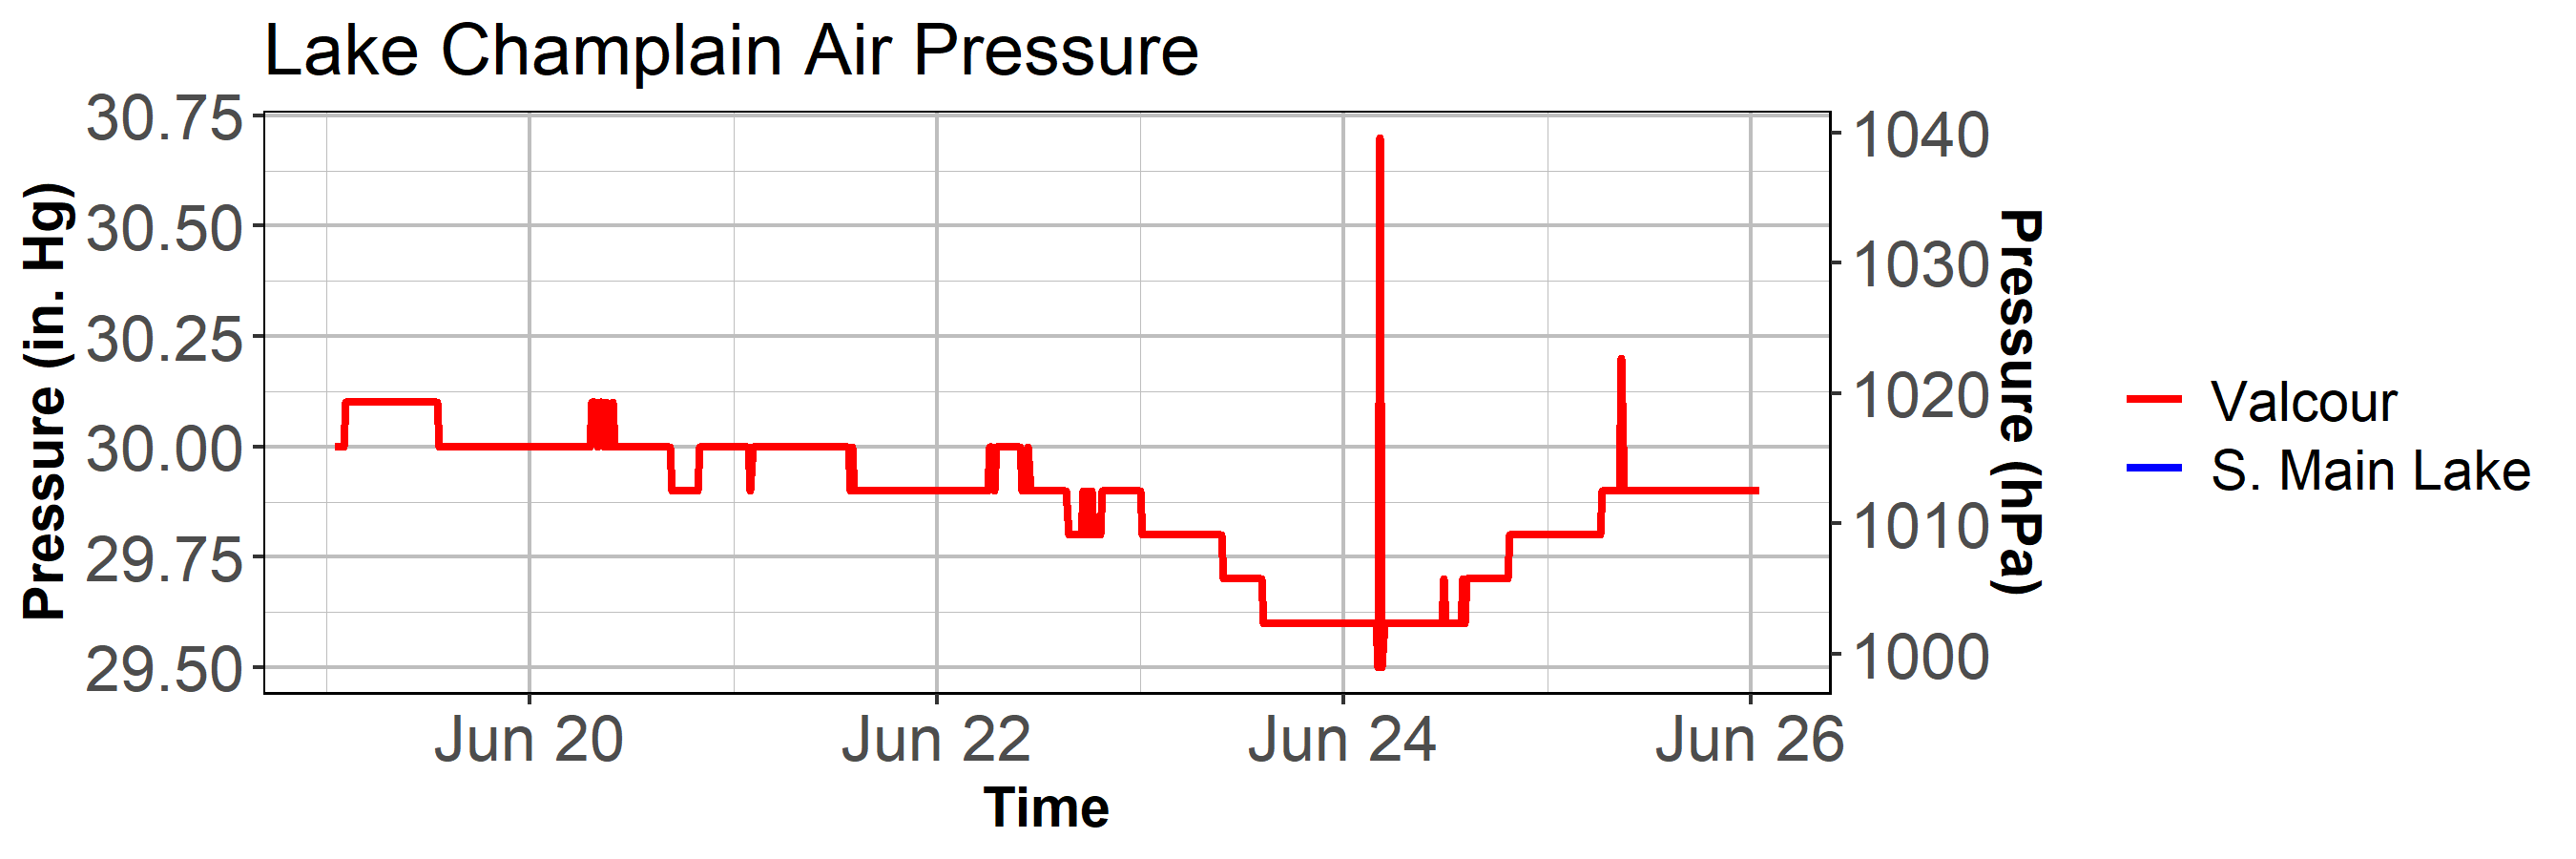 Lake Champlain Air Pressure
Pressure (in. Hg)
30.75
30.50
30.25
30.00
29.75
29.50
1040
1030
1020
1010
1000
Pressure (hPa)
Jun 20
Jun 22
Jun 24
Jun 26
Time
Valcour
S. Main Lake